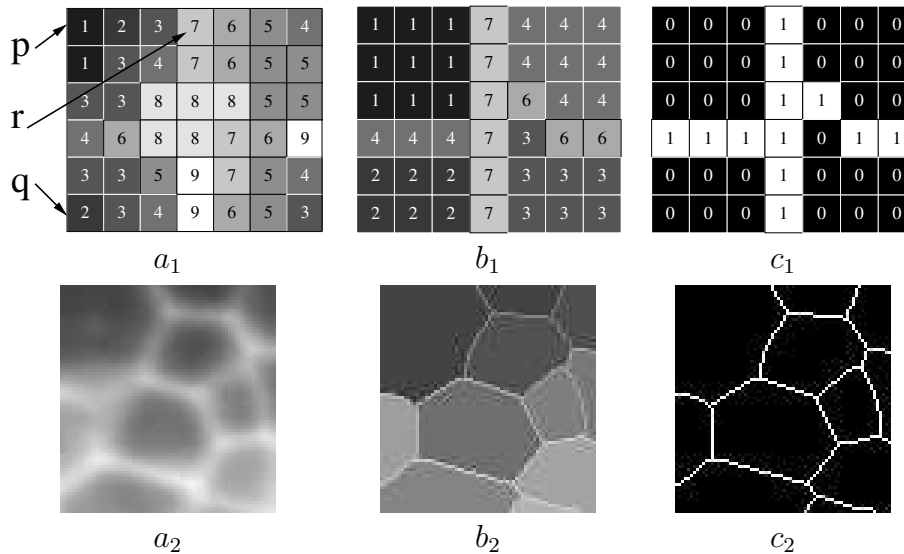 1 2 3 7 6 5 4 1 1 1 7 4 4 4 0 0 0 1 0 0 0
p
1 3 4 7 6 5 5 1 1 1 7 4 4 4 0 0 0 1 0 0 0
r
3 3 8 8 8 5 5 1 1 1 7 6 4 4 0 0 0 1 1 0 0
4 6 8 8 7 6 9 4 4 4 7 3 6 6 1 1 1 1 0 1 1
q
3 3 5 9 7 5 4 2 2 2 7 3 3 3 0 0 0 1 0 0 0
2 3 4 9 6 5 3 2 2 2 7 3 3 3 0 0 0 1 0 0 0
a1 b1 c1
a2 b2 c2